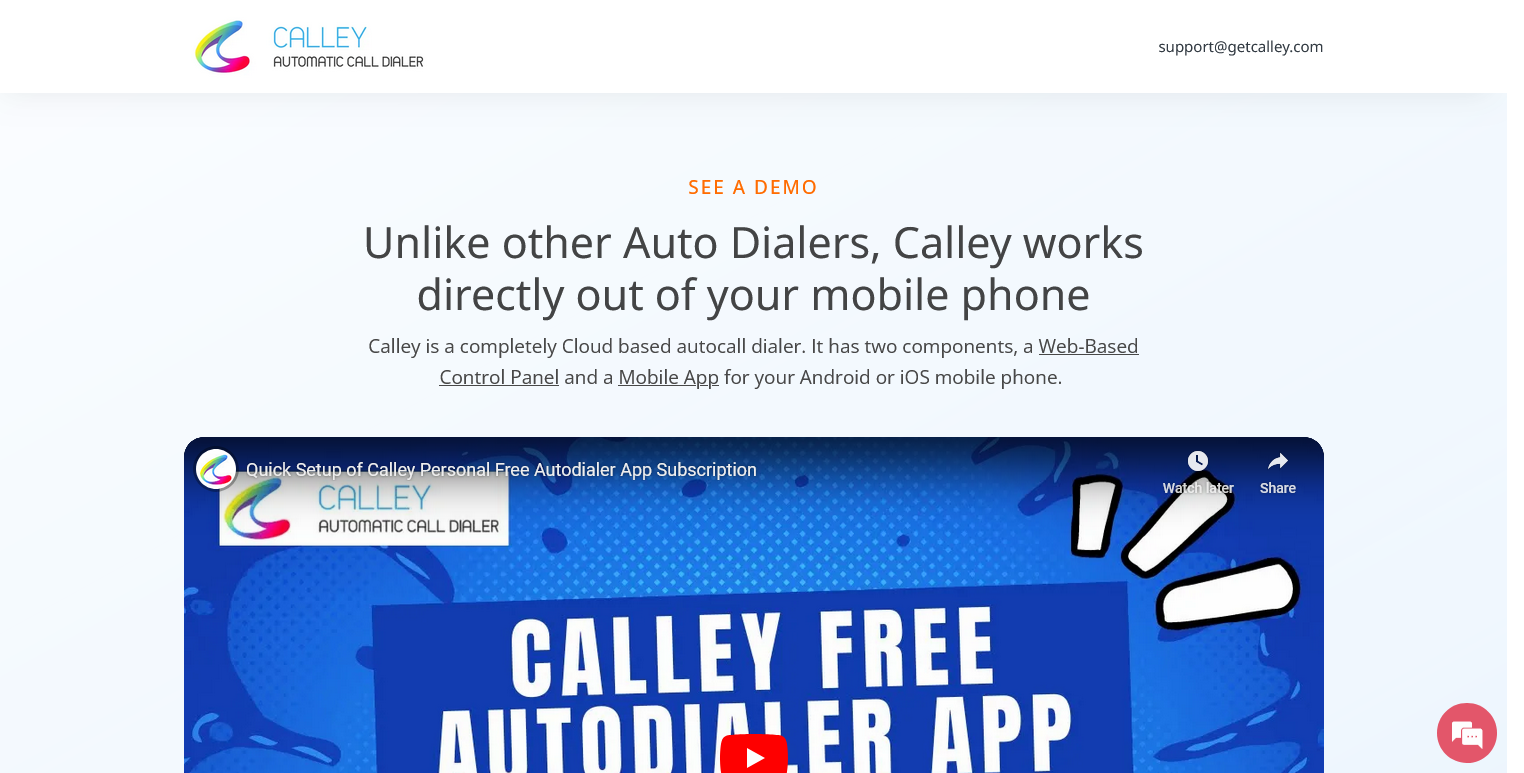 CALLEY
AUTOMATIC CALL DIALER
support@getcalley.com
SEE A DEMO
Unlike other Auto Dialers, Calley works
directly out of your mobile phone
Calley is a completely Cloud based autocall dialer. It has two components, a Web-Based
Control Panel and a Mobile App for your Android or iOS mobile phone.
Quick Setup of Calley Personal Free Autodialer App Subscription
Watch later
Share
CALLEY
AUTOMATIC CALL DIALER
CALLEY FREE
AUTODIALER APP